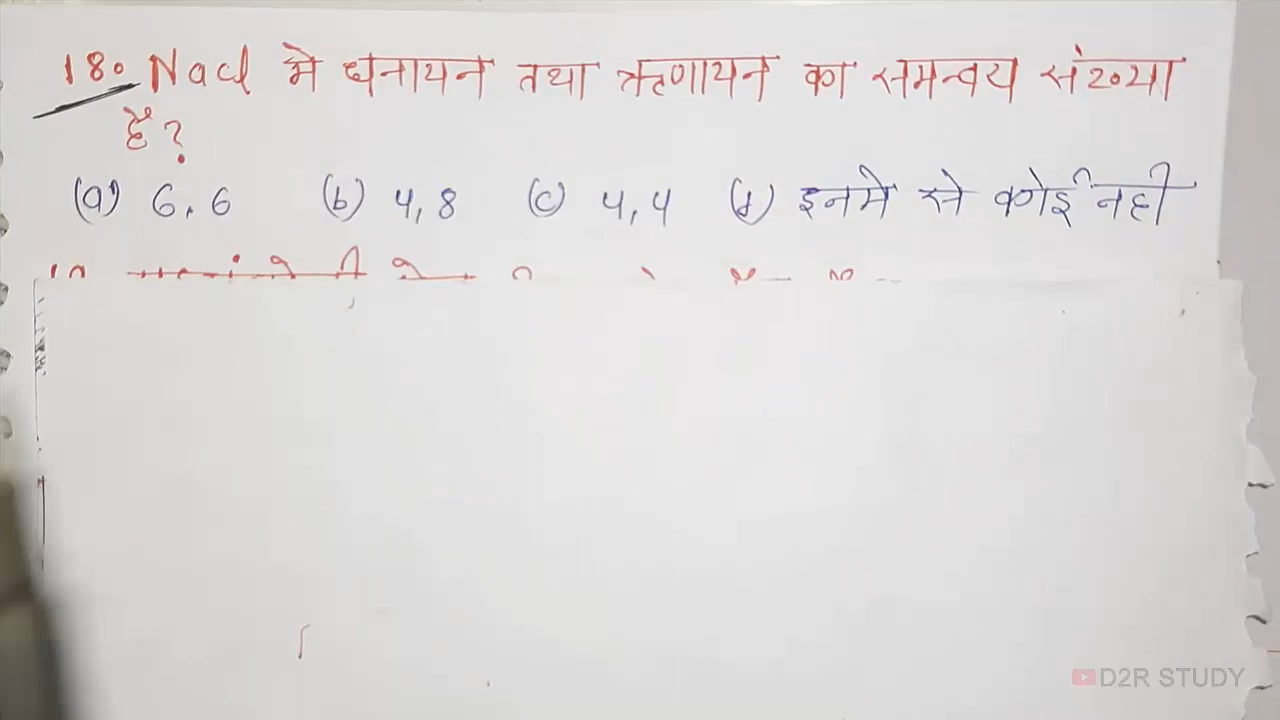 18. Nacl मे धनायन तथा ऋणायन का समन्वय संख्या
है?
(a) 6, 6 (b) 4, 8 (c) 4, 4 (d) इनमे से कोई नही
D2R STUDY